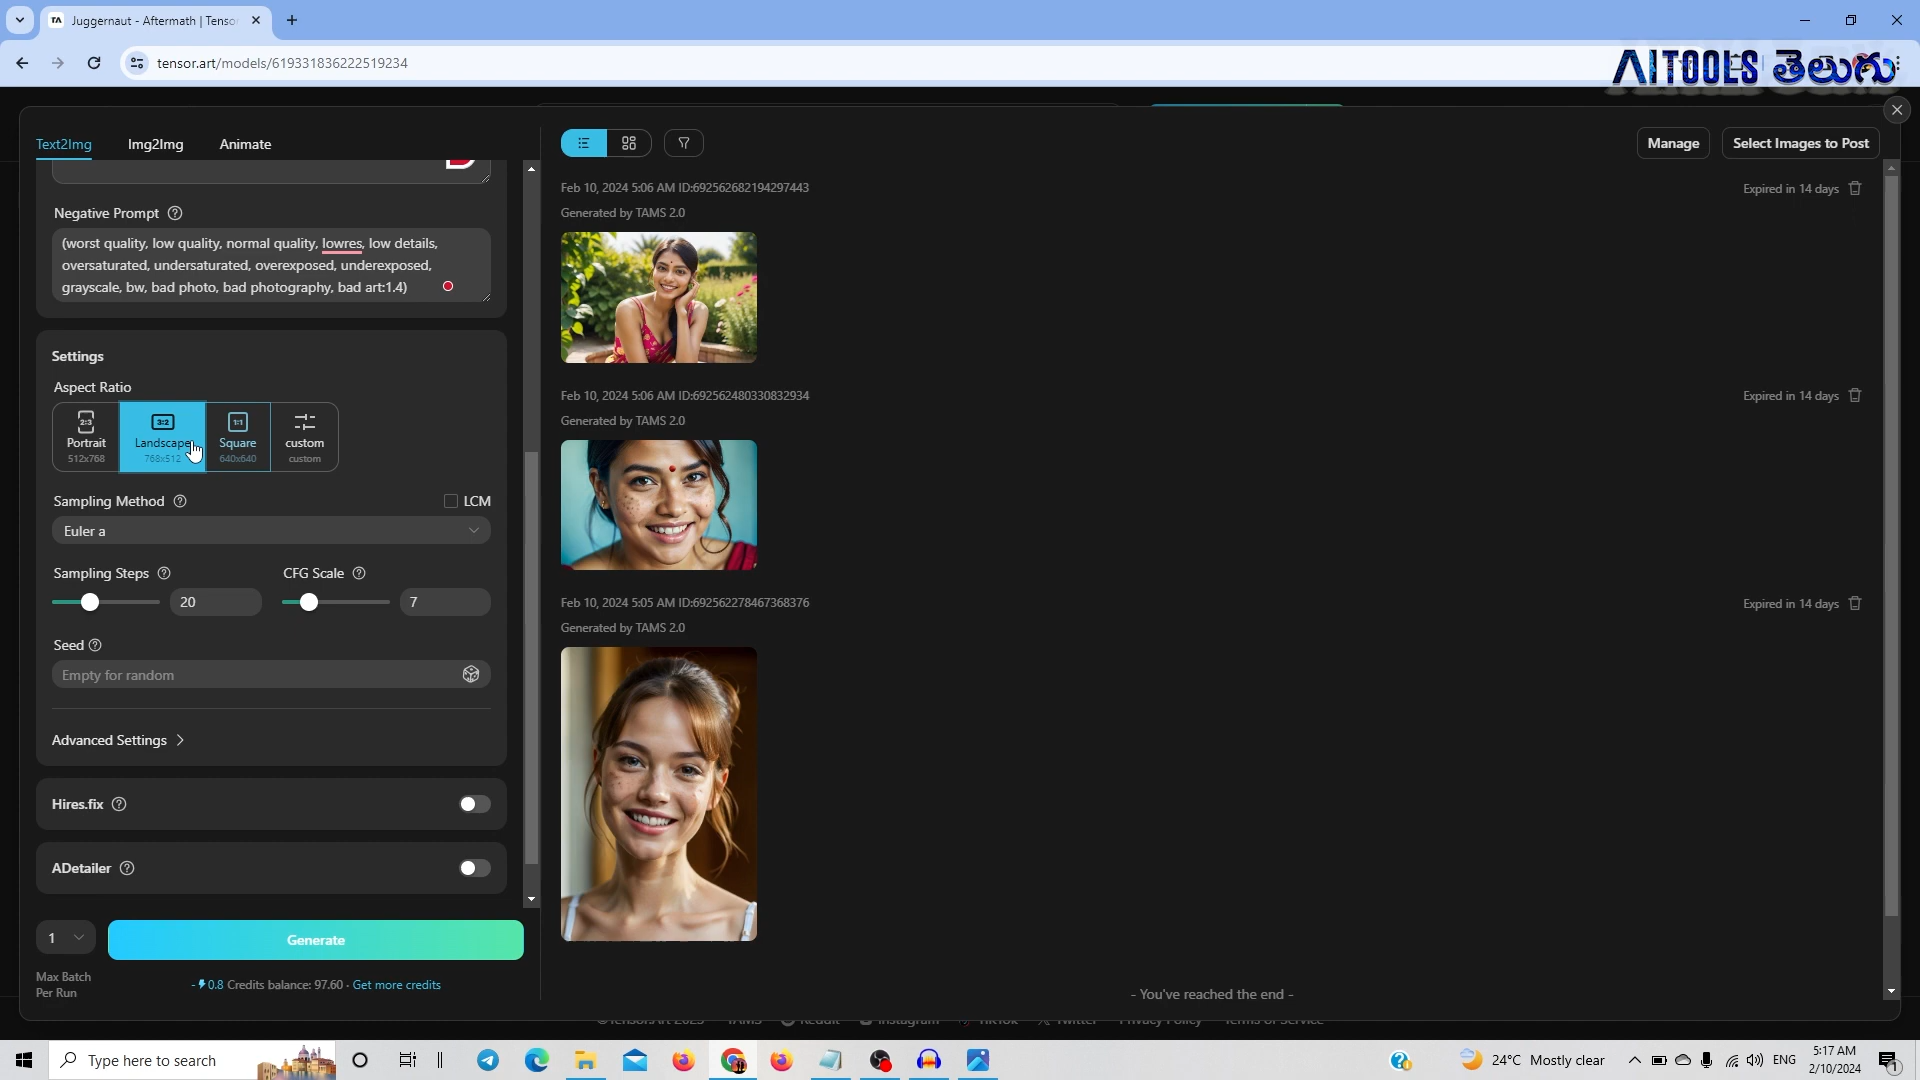 Juggernaut - Aftermath | Tensor
tensor.art/models/619331836222519234
AITOOLS తెలుగు
Text2Img
Img2Img
Animate
Manage
Select Images to Post
Negative Prompt
(worst quality, low quality, normal quality, lowres, low details,
oversaturated, undersaturated, overexposed, underexposed,
grayscale, bw, bad photo, bad photography, bad art:1.4)
Settings
Aspect Ratio
2:3
3:2
1:1
Portrait
Landscape
Square
custom
512x768
768x512
640x640
custom
Sampling Method
LCM
Euler a
Sampling Steps
CFG Scale
20
7
Seed
Empty for random
Advanced Settings
Hires.fix
ADetailer
1
Generate
Max Batch
Per Run
- 0.8 Credits balance: 97.60 - Get more credits
Feb 10, 2024 5:06 AM ID:692562682194297443
Expired in 14 days
Generated by TAMS 2.0
Feb 10, 2024 5:06 AM ID:692562480330832934
Expired in 14 days
Generated by TAMS 2.0
Feb 10, 2024 5:05 AM ID:692562278467368376
Expired in 14 days
Generated by TAMS 2.0
- You've reached the end -
Type here to search
24°C Mostly clear
ENG
5:17 AM
2/10/2024
1